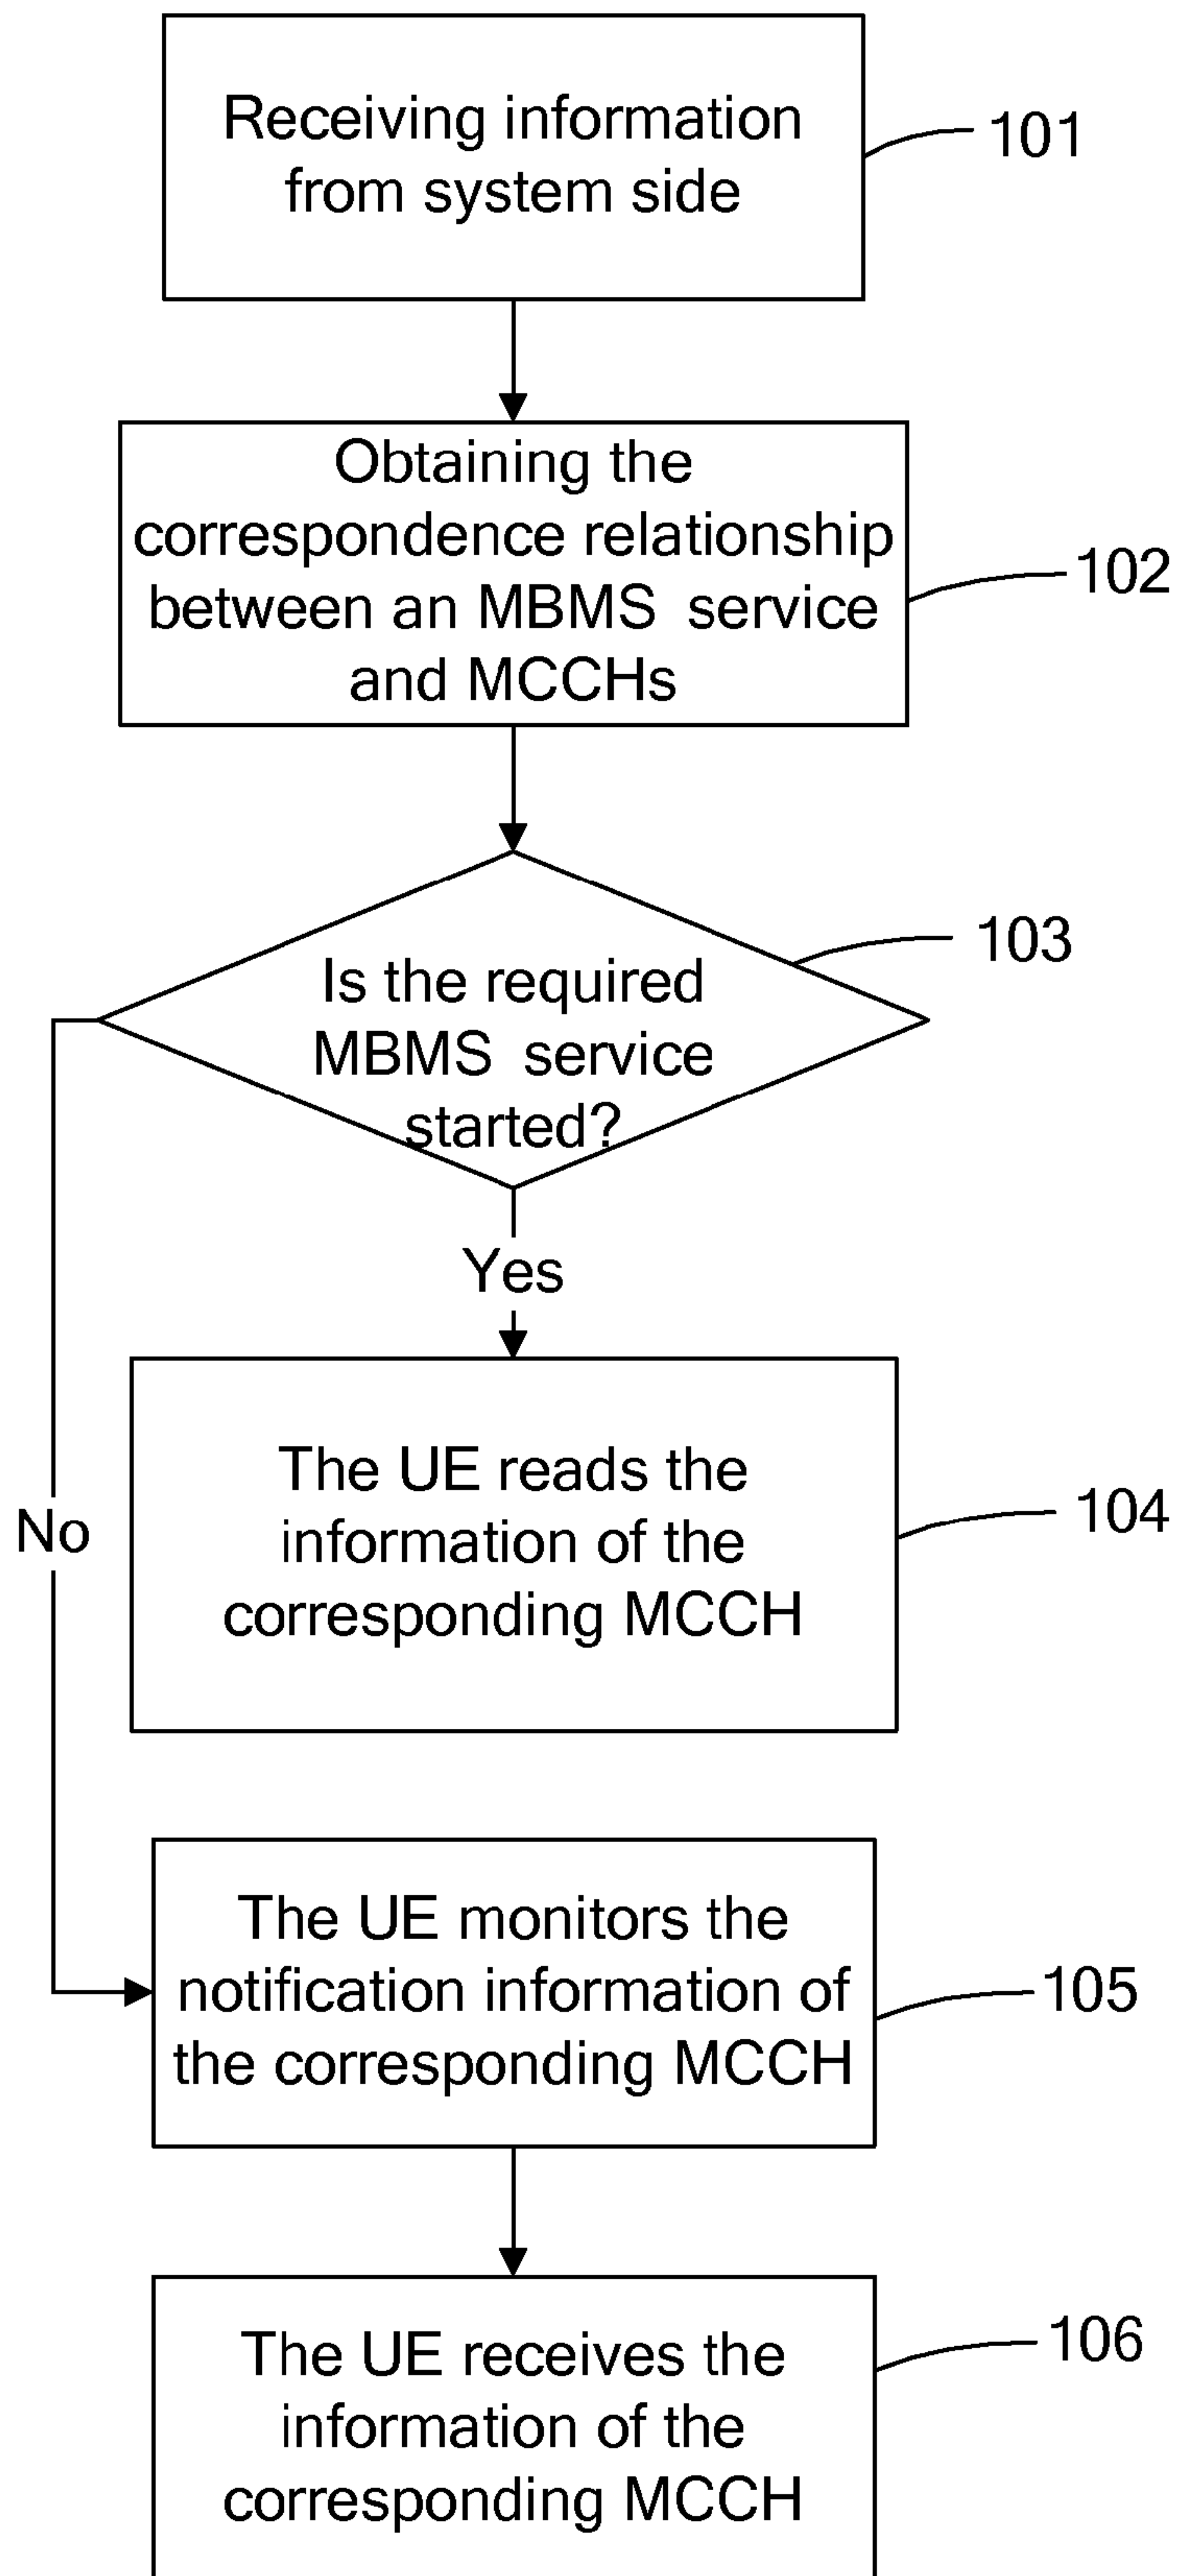 Receiving information
from system side
101
Obtaining the
correspondence relationship
between an MBMS service
and MCCHs
102
103
Is the required
MBMS service
started?
Yes
The UE reads the
information of the
corresponding MCCH
104
No
The UE monitors the
notification information of
the corresponding MCCH
105
The UE receives the
information of the
corresponding MCCH
106